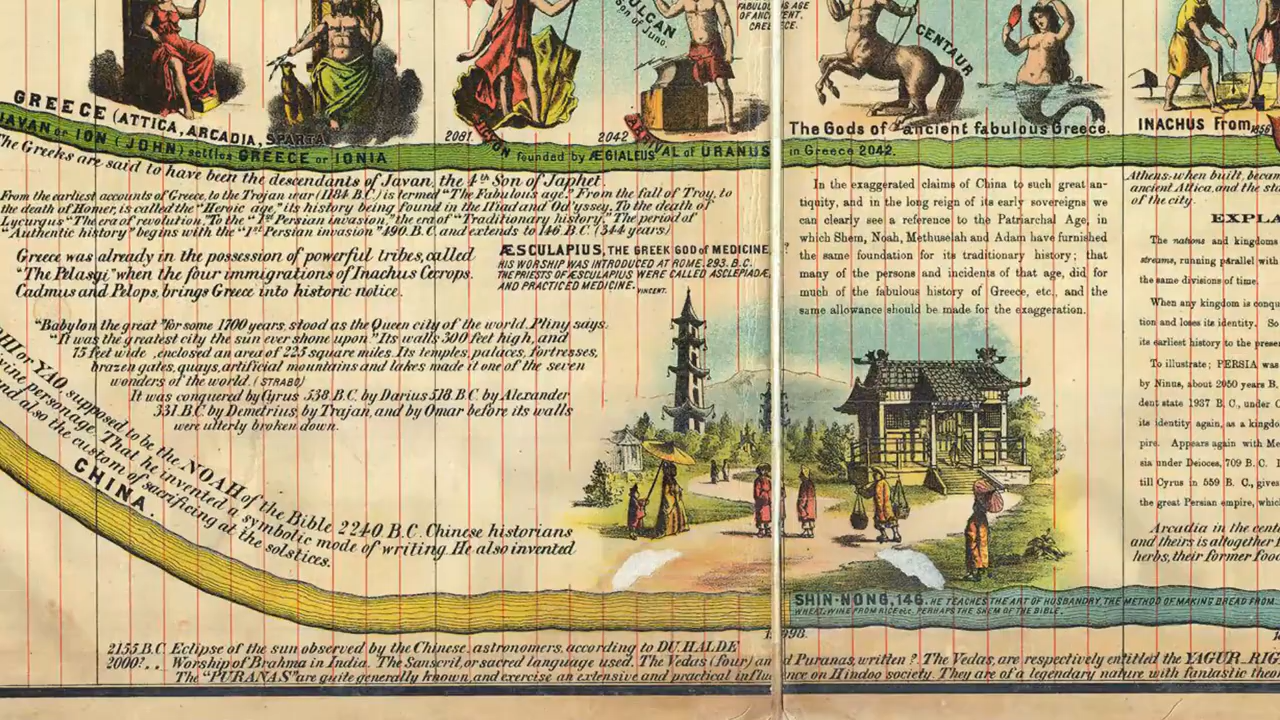 VULCAN
Son of Juno.
FABULOUS AGE
OF ANCIENT
GREECE.
CENTAUR
GREECE (ATTICA, ARCADIA, SPARTA
JAVAN or ION (JOHN) settles GREECE or IONIA
2081.
founded by ÆGIALEUS
2042
ARRIVAL of URANUS
in Greece 2042.
The Gods of ancient fabulous Greece.
INACHUS From
1856
The Greeks are said to have been the descendants of Javan, the 4th Son of Japhet.
From the earliest accounts of Greece, to the Trojan war (1184 B.C.) is termed "The Fabulous age." From the fall of Troy, to
the death of Homer, is called the "Heroic age," its history being found in the Iliad and Odyssey. To the death of
Lycurgus "The era of revolution." To the "1st Persian invasion," the era of "Traditionary history." The period of
"Authentic history" begins with the "1st Persian invasion" 490. B.C. and extends to 146 B.C. (344 years)
Greece was already in the possession of powerful tribes, called
"The Pelasgi" when the four immigrations of Inachus Cecrops.
Cadmus and Pelops, brings Greece into historic notice.
ÆSCULAPIUS, THE GREEK GOD OF MEDICINE.
HIS WORSHIP WAS INTRODUCED AT ROME. 293. B.C.
THE PRIESTS OF ÆSCULAPIUS WERE CALLED ASCLEPIADÆ,
AND PRACTICED MEDICINE. VINCENT.
In the exaggerated claims of China to such great an-
tiquity, and in the long reign of its early sovereigns we
can clearly see a reference to the Patriarchal Age, in
which Shem, Noah, Methuselah and Adam have furnished
the same foundation for its traditionary history; that
many of the persons and incidents of that age, did for
much of the fabulous history of Greece, etc., and the
same allowance should be made for the exaggeration.
Athens: when built, becam
ancient Attica, and the sta
of the city.
EXPLA
The nations and kingdoms
streams, running parallel with
the same divisions of time.
When any kingdom is conqu
tion and loses its identity. So
its earliest history to the presen
To illustrate; PERSIA was
by Ninus, about 2050 years B.
dent state 1937 B. C., under C
its identity again, as a kingdo
pire. Appears again with Me
sia under Deioces, 709 B. C. I
till Cyrus in 559 B. C., gives
the great Persian empire, whic
Arcadia in the cent
and theirs is altogether
herbs, their former food
"Babylon the great" for some 1700 years, stood as the Queen city of the world. Pliny says:
"It was the greatest city the sun ever shone upon." Its walls 300 feet high, and
75 feet wide, enclosed an area of 225 square miles. Its temples, palaces, fortresses,
brazen gates, quays, artificial mountains and lakes made it one of the seven
wonders of the world. (STRABO)
It was conquered by Cyrus 538 B.C. by Darius 518 B.C. by Alexander
331 B.C. by Demetrius, by Trajan, and by Omar before its walls
were utterly broken down.
HI or YAO supposed to be the NOAH of the Bible 2240 B.C. Chinese historians
vine personage. That he invented a symbolic mode of writing. He also invented
and also the custom of sacrificing at the solstices.
CHINA.
SHIN-NONG, 146. HE TEACHES THE ART OF HUSBANDRY, THE METHOD OF MAKING BREAD FROM
WHEAT, WINE FROM RICE etc. PERHAPS THE SHEM OF THE BIBLE.
1998.
2155 B.C. Eclipse of the sun observed by the Chinese, astronomers, according to DU HALDE
2000?.. Worship of Brahma in India. The Sanscrit, or sacred language used. The Vedas (four) and Puranas, written?. The Vedas, are respectively entitled the YAGUR_RIG
The "PURANAS" are quite generally known, and exercise an extensive and practical influence on Hindoo society. They are of a legendary nature with fantastic theo